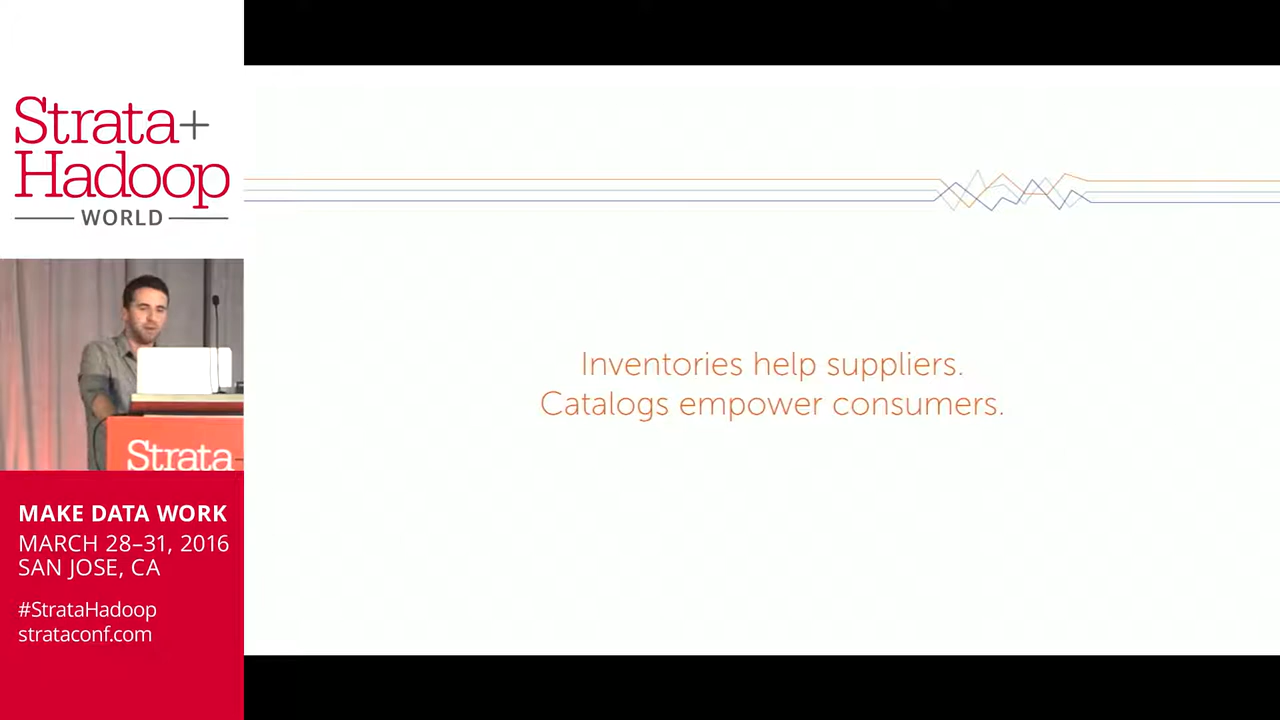 Strata+
Hadoop
WORLD
Strata
MAKE DATA WORK
MARCH 28–31, 2016
SAN JOSE, CA
#StrataHadoop
strataconf.com
Inventories help suppliers.
Catalogs empower consumers.